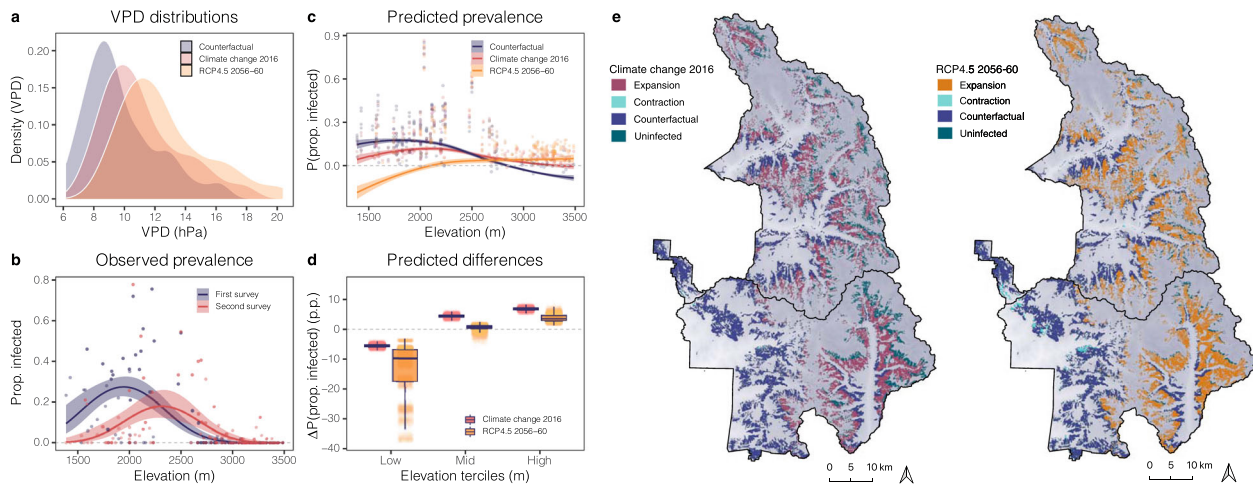 a
VPD distributions
Density (VPD)
0.20
0.15
0.10
0.05
0.00
Counterfactual
Climate change 2016
RCP4.5 2056–60
6 8 10 12 14 16 18 20
VPD (hPa)
b
Observed prevalence
Prop. infected
0.8
0.6
0.4
0.2
0.0
First survey
Second survey
1500 2000 2500 3000 3500
Elevation (m)
c
Predicted prevalence
P(prop. infected)
0.9
0.6
0.3
0.0
Counterfactual
Climate change 2016
RCP4.5 2056–60
1500 2000 2500 3000 3500
Elevation (m)
d
Predicted differences
ΔP(prop. infected) (p.p.)
10
0
−10
−20
−30
−40
Climate change 2016
RCP4.5 2056–60
Low Mid High
Elevation terciles (m)
e
Climate change 2016
Expansion
Contraction
Counterfactual
Uninfected
0 5 10 km
RCP4.5 2056-60
Expansion
Contraction
Counterfactual
Uninfected
0 5 10 km